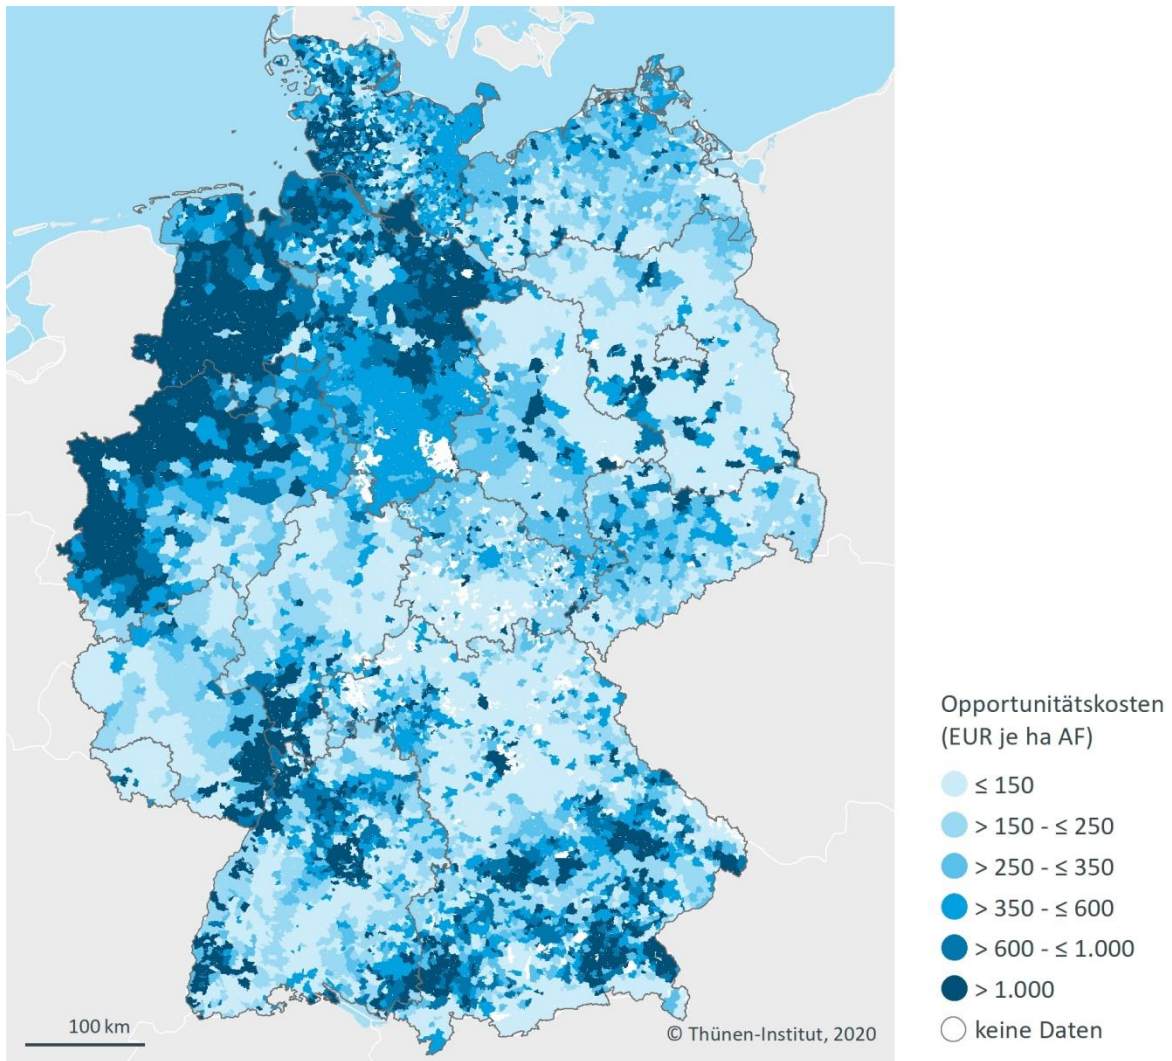 Opportunitätskosten
(EUR je ha AF)
≤ 150
> 150 - ≤ 250
> 250 - ≤ 350
> 350 - ≤ 600
> 600 - ≤ 1.000
> 1.000
keine Daten
100 km
© Thünen-Institut, 2020